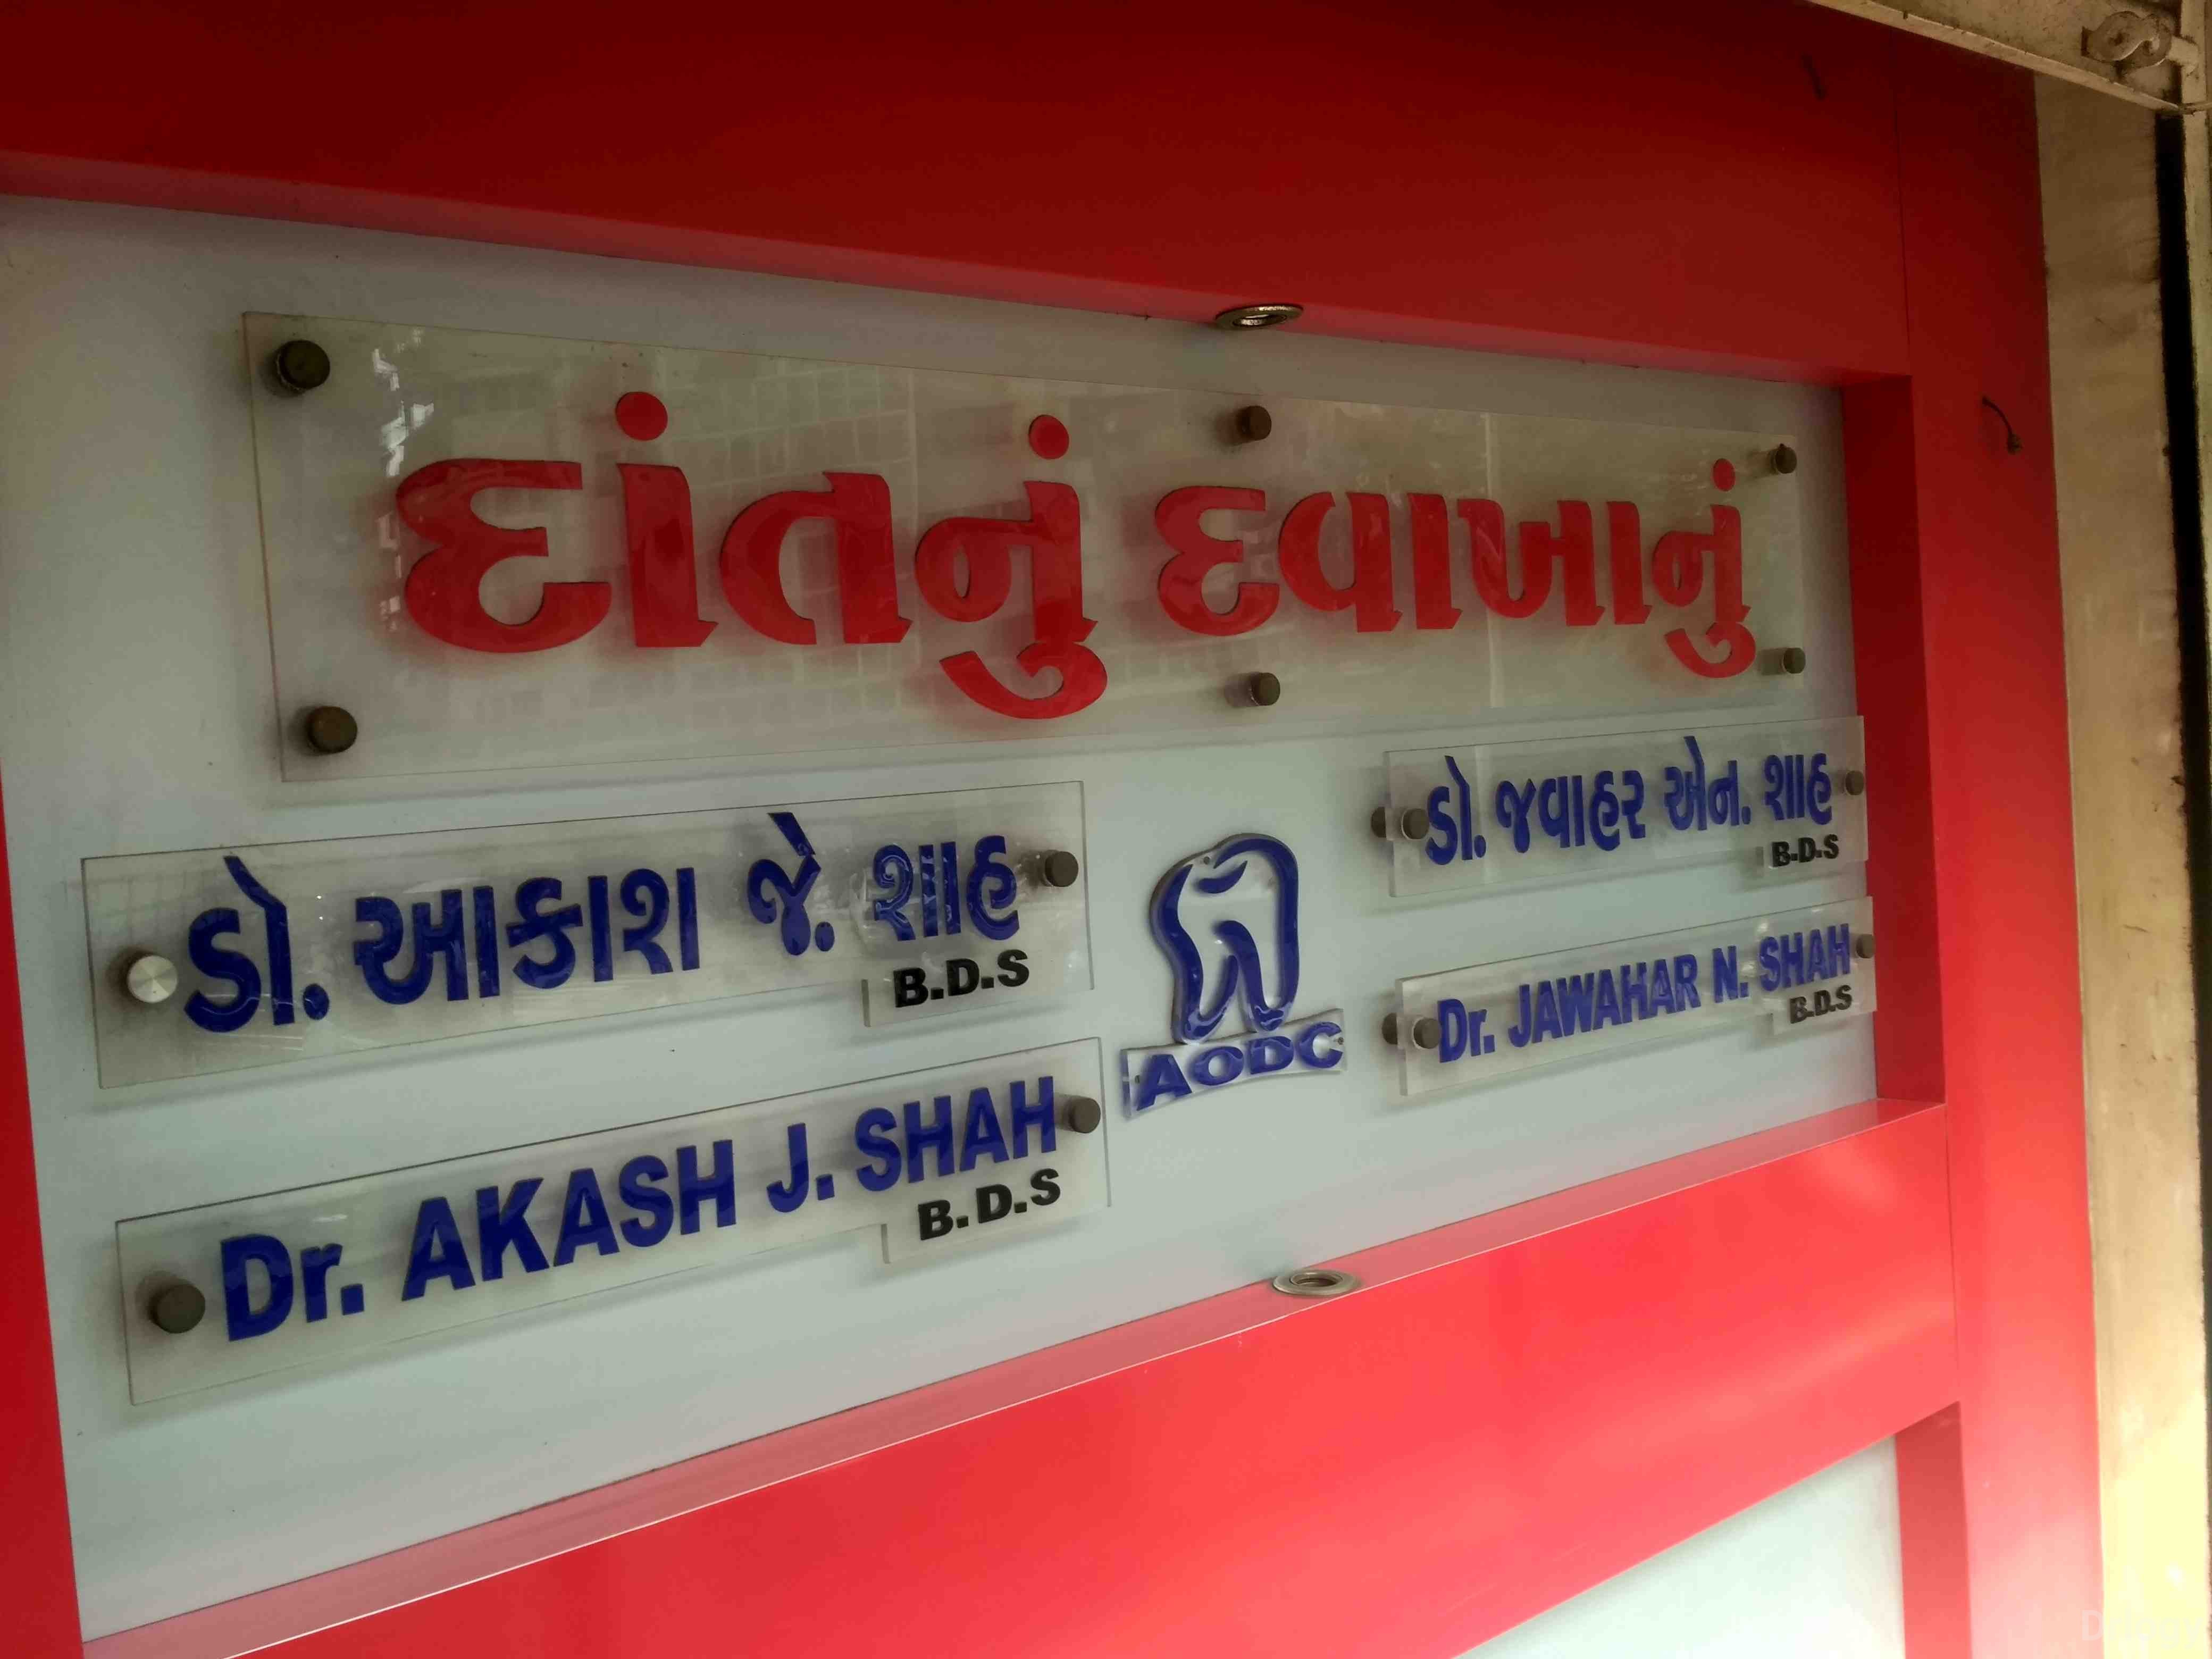 દાંતનું દવાખાનું
ડો. આકાશ જે. શાહ
B.D.S
Dr. AKASH J. SHAH
B.D.S
AODC
ડો. જવાહર એન. શાહ
B.D.S
Dr. JAWAHAR N. SHAH
B.D.S